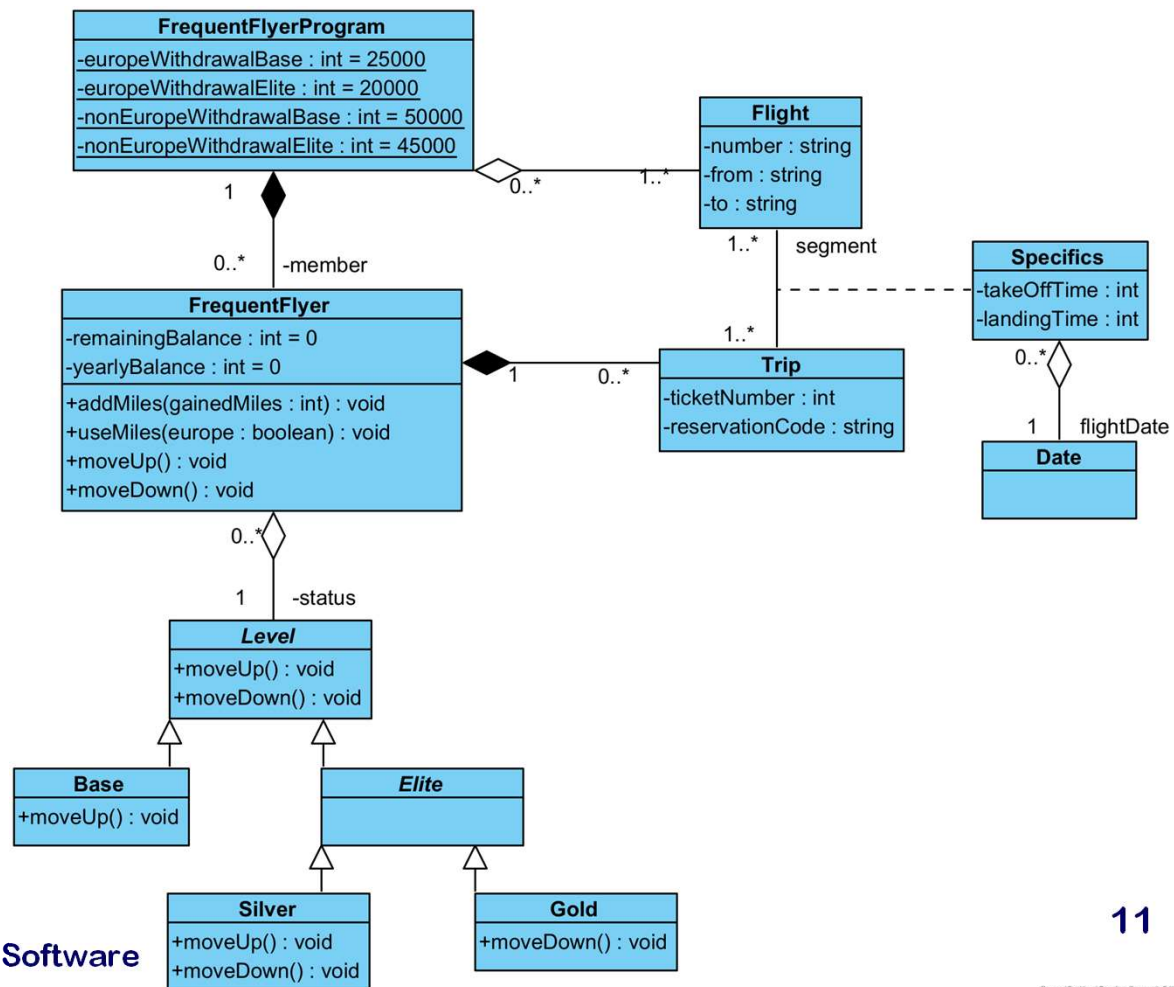 FrequentFlyerProgram
-europeWithdrawalBase : int = 25000
-europeWithdrawalElite : int = 20000
-nonEuropeWithdrawalBase : int = 50000
-nonEuropeWithdrawalElite : int = 45000
0..*
1..*
Flight
-number : string
-from : string
-to : string
1
0..*
-member
1..*
segment
Specifics
-takeOffTime : int
-landingTime : int
FrequentFlyer
-remainingBalance : int = 0
-yearlyBalance : int = 0
+addMiles(gainedMiles : int) : void
+useMiles(europe : boolean) : void
+moveUp() : void
+moveDown() : void
1
0..*
1..*
Trip
-ticketNumber : int
-reservationCode : string
0..*
1
flightDate
Date
0..*
1
-status
Level
+moveUp() : void
+moveDown() : void
Base
+moveUp() : void
Elite
Silver
+moveUp() : void
+moveDown() : void
Gold
+moveDown() : void
Software
11